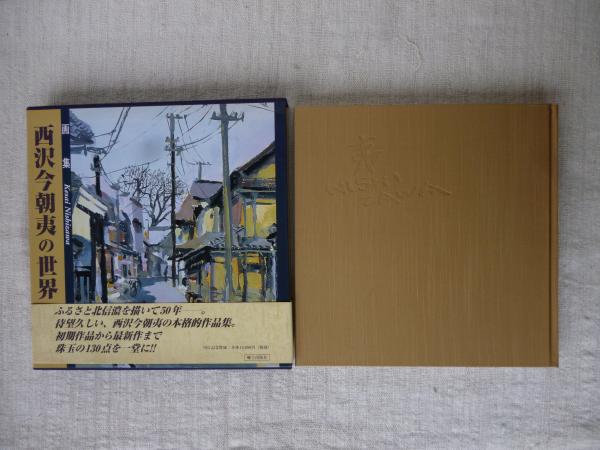 画集
Kesai Nishizawa
西沢今朝夷の世界
ふるさと北信濃を描いて50年。
待望久しい、西沢今朝夷の本格的作品集。
初期作品から最新作まで
珠玉の130点を一堂に!!